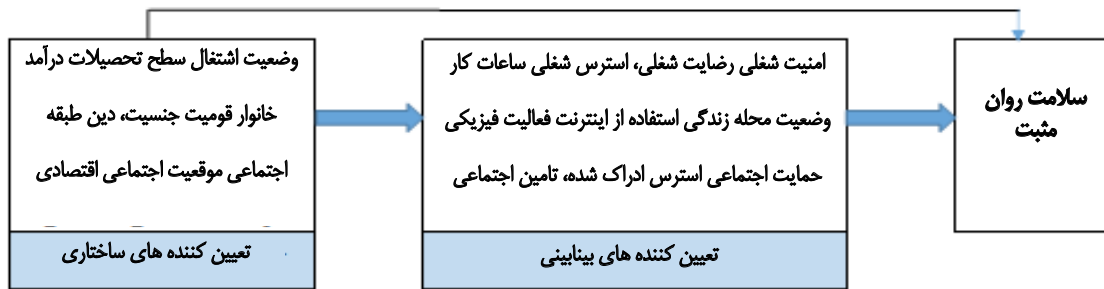 وضعیت اشتغال سطح تحصیلات درآمد
خانوار قومیت جنسیت، دین طبقه
اجتماعی موقعیت اجتماعی اقتصادی
تعیین کننده های ساختاری
امنیت شغلی رضایت شغلی، استرس شغلی ساعات کار
وضعیت محله زندگی استفاده از اینترنت فعالیت فیزیکی
حمایت اجتماعی استرس ادراک شده، تامین اجتماعی
تعیین کننده های بینابینی
سلامت روان
مثبت